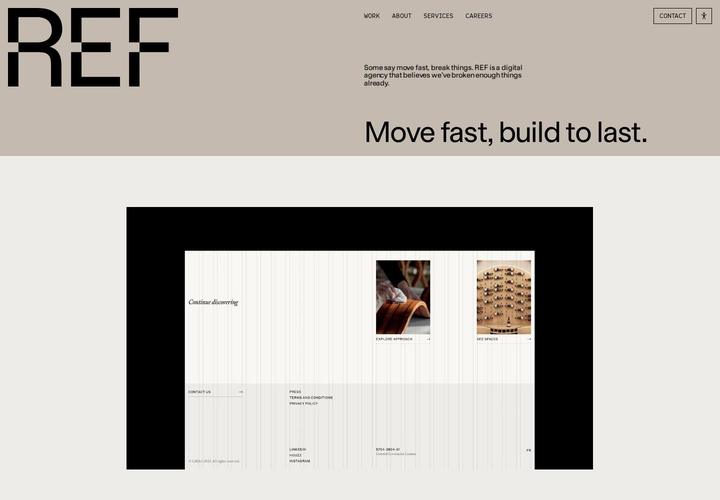 REF
WORK ABOUT SERVICES CAREERS
CONTACT
Some say move fast, break things. REF is a digital
agency that believes we've broken enough things
already.
Move fast, build to last.
Continue discovering
EXPLORE APPROACH →
SEE SPACES →
CONTACT US →
PRESS
TERMS AND CONDITIONS
PRIVACY POLICY
LINKEDIN
HOUZZ
INSTAGRAM
FR